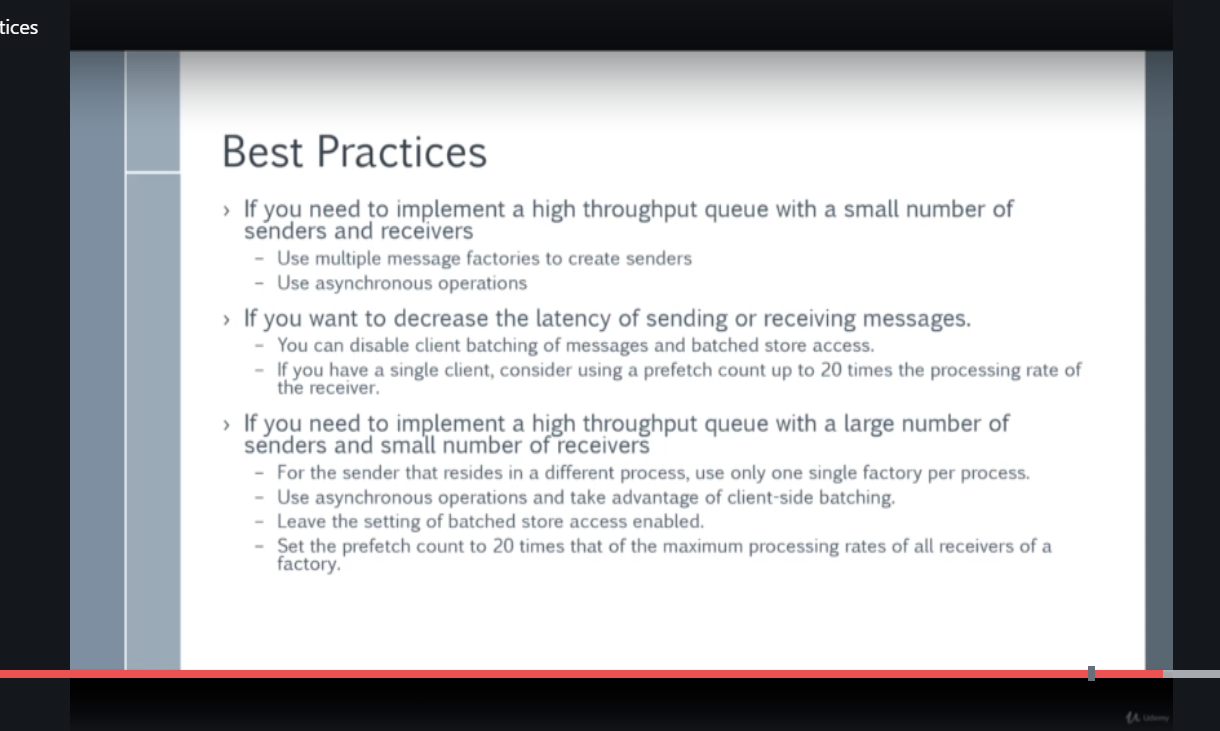 tices
Best Practices
› If you need to implement a high throughput queue with a small number of
senders and receivers
– Use multiple message factories to create senders
– Use asynchronous operations
› If you want to decrease the latency of sending or receiving messages.
– You can disable client batching of messages and batched store access.
– If you have a single client, consider using a prefetch count up to 20 times the processing rate of
the receiver.
› If you need to implement a high throughput queue with a large number of
senders and small number of receivers
– For the sender that resides in a different process, use only one single factory per process.
– Use asynchronous operations and take advantage of client-side batching.
– Leave the setting of batched store access enabled.
– Set the prefetch count to 20 times that of the maximum processing rates of all receivers of a
factory.
Udemy